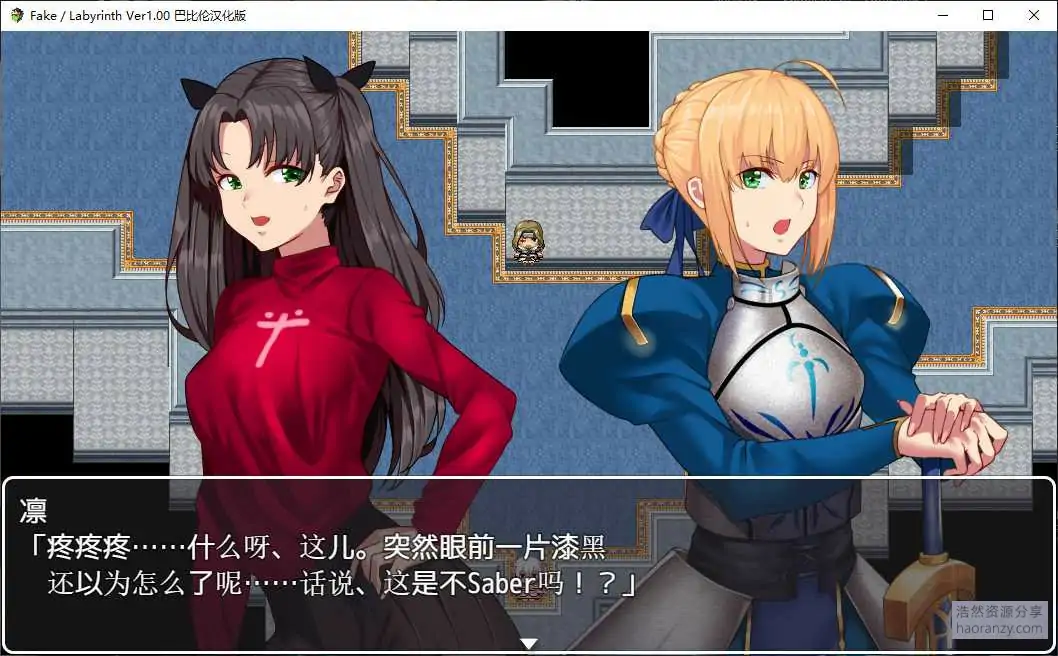 Fake / Labyrinth Ver1.00 巴比伦汉化版
凛
「疼疼疼……什么呀、这儿。突然眼前一片漆黑
还以为怎么了呢……话说、这是不Saber吗！？」
浩然资源分享
haoranzy.com